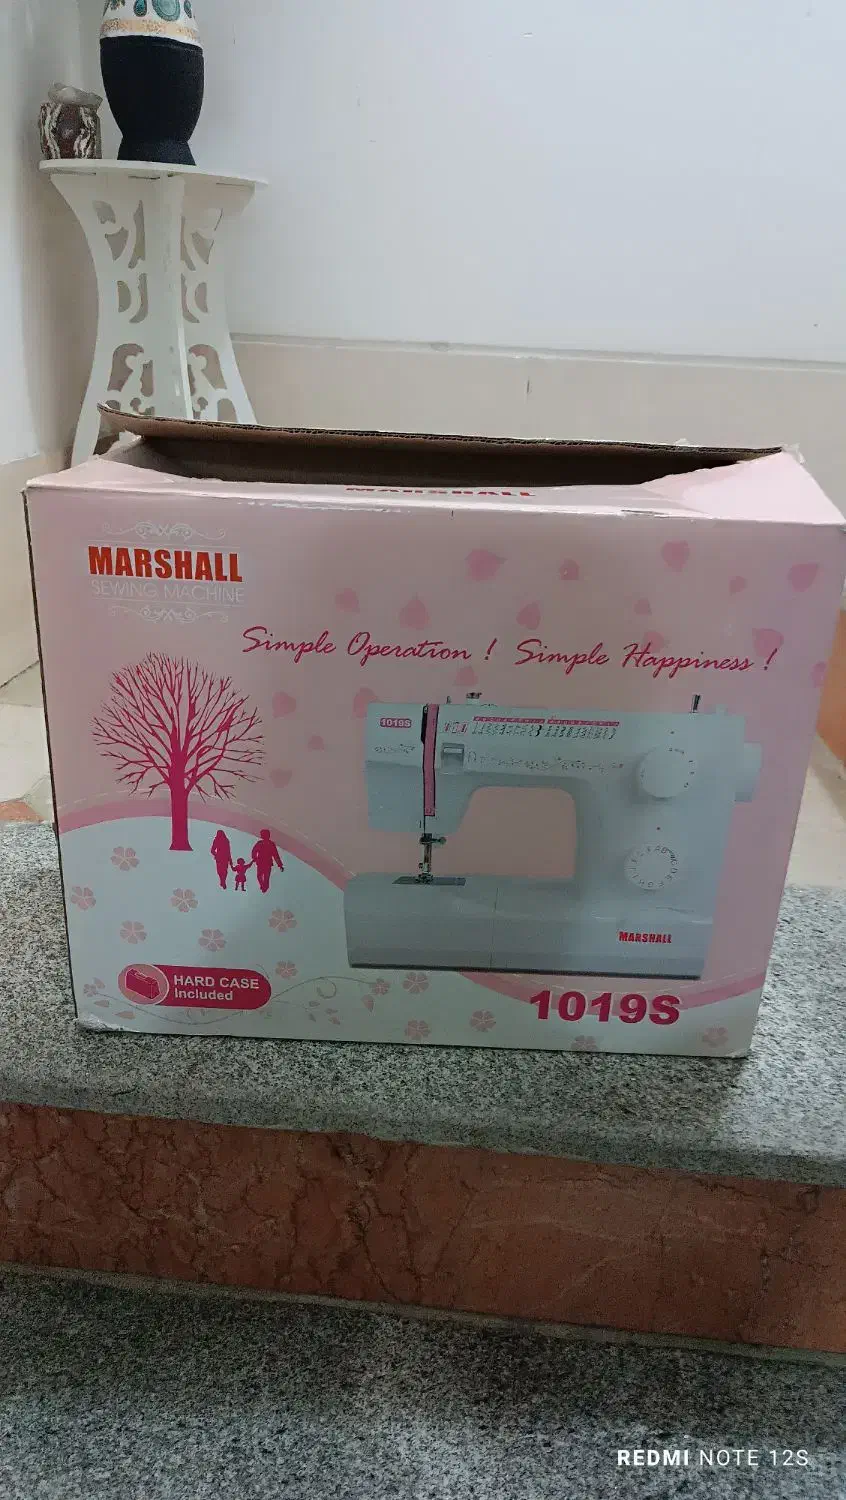 MARSHALL
MARSHALL
SEWING MACHINE
Simple Operation ! Simple Happiness !
1019S
MARSHALL
HARD CASE
Included
1019S
REDMI NOTE 12S